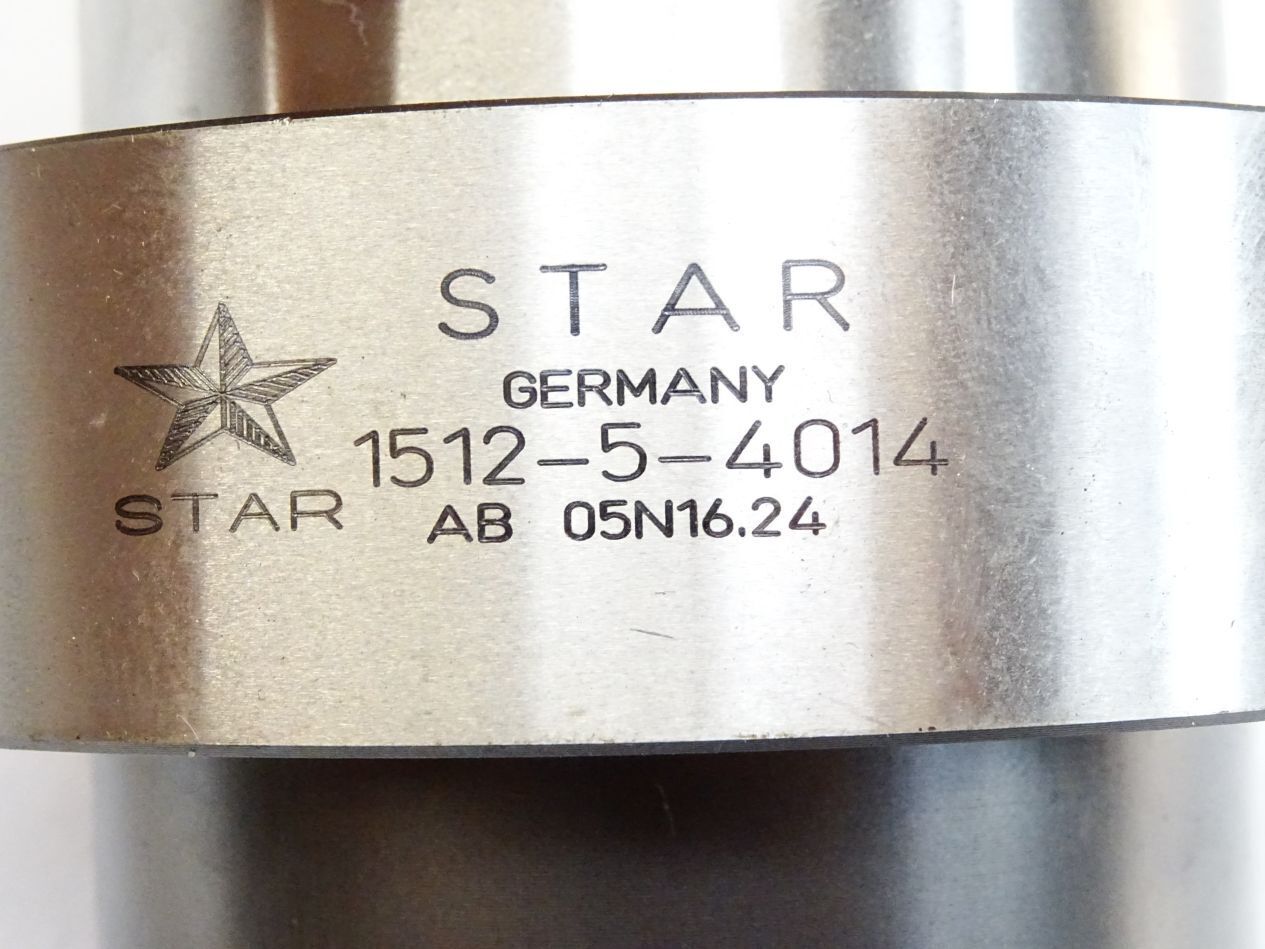 STAR
GERMANY
1512-5-4014
AB 05N16.24
STAR